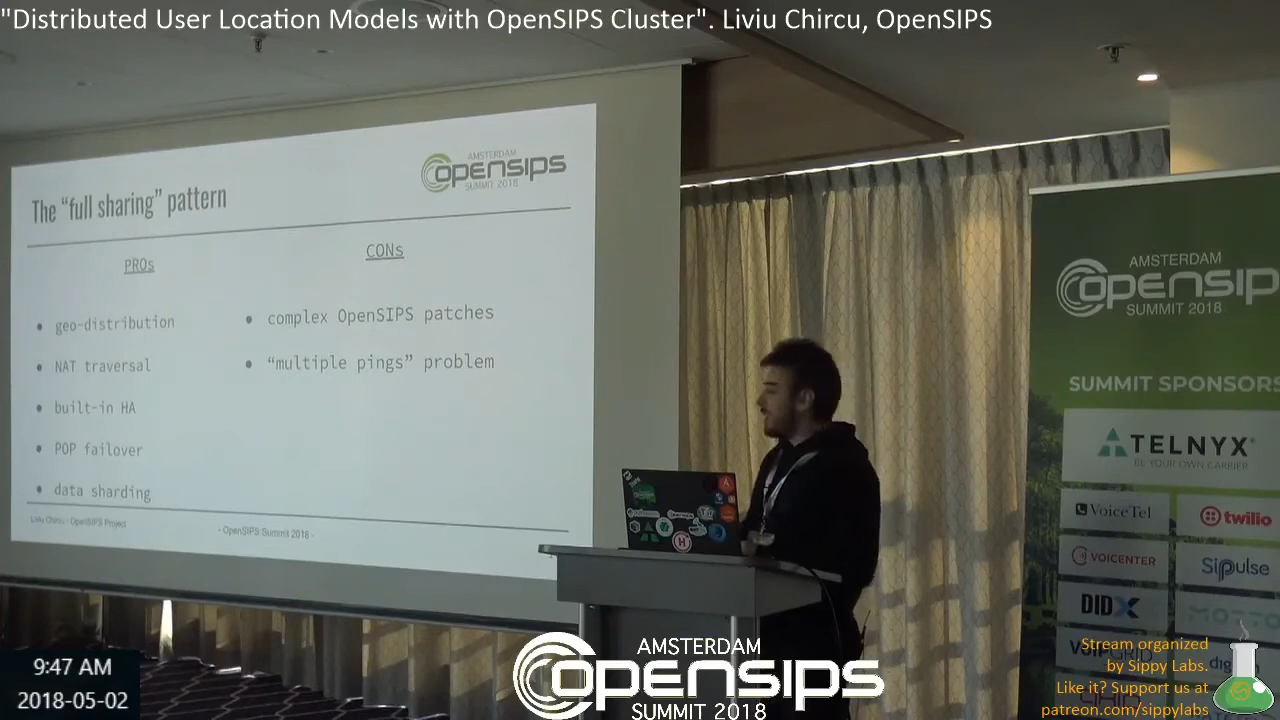 "Distributed User Location Models with OpenSIPS Cluster". Liviu Chircu, OpenSIPS
AMSTERDAM
OpenSIPS
SUMMIT 2018
The “full sharing” pattern
PROs
CONs
• geo-distribution
• complex OpenSIPS patches
• NAT traversal
• “multiple pings” problem
• built-in HA
• POP failover
• data sharding
Liviu Chircu - OpenSIPS Project
- OpenSIPS Summit 2018 -
AMSTERDAM
OpenSIP
SUMMIT 2018
SUMMIT SPONSORS
TELNYX
BE YOUR OWN CARRIER
VoiceTel
twilio
VOICENTER
Sipulse
DIDX
9:47 AM
2018-05-02
AMSTERDAM
OpenSIPS
SUMMIT 2018
Stream organized
by Sippy Labs.
Like it? Support us at
patreon.com/sippylabs